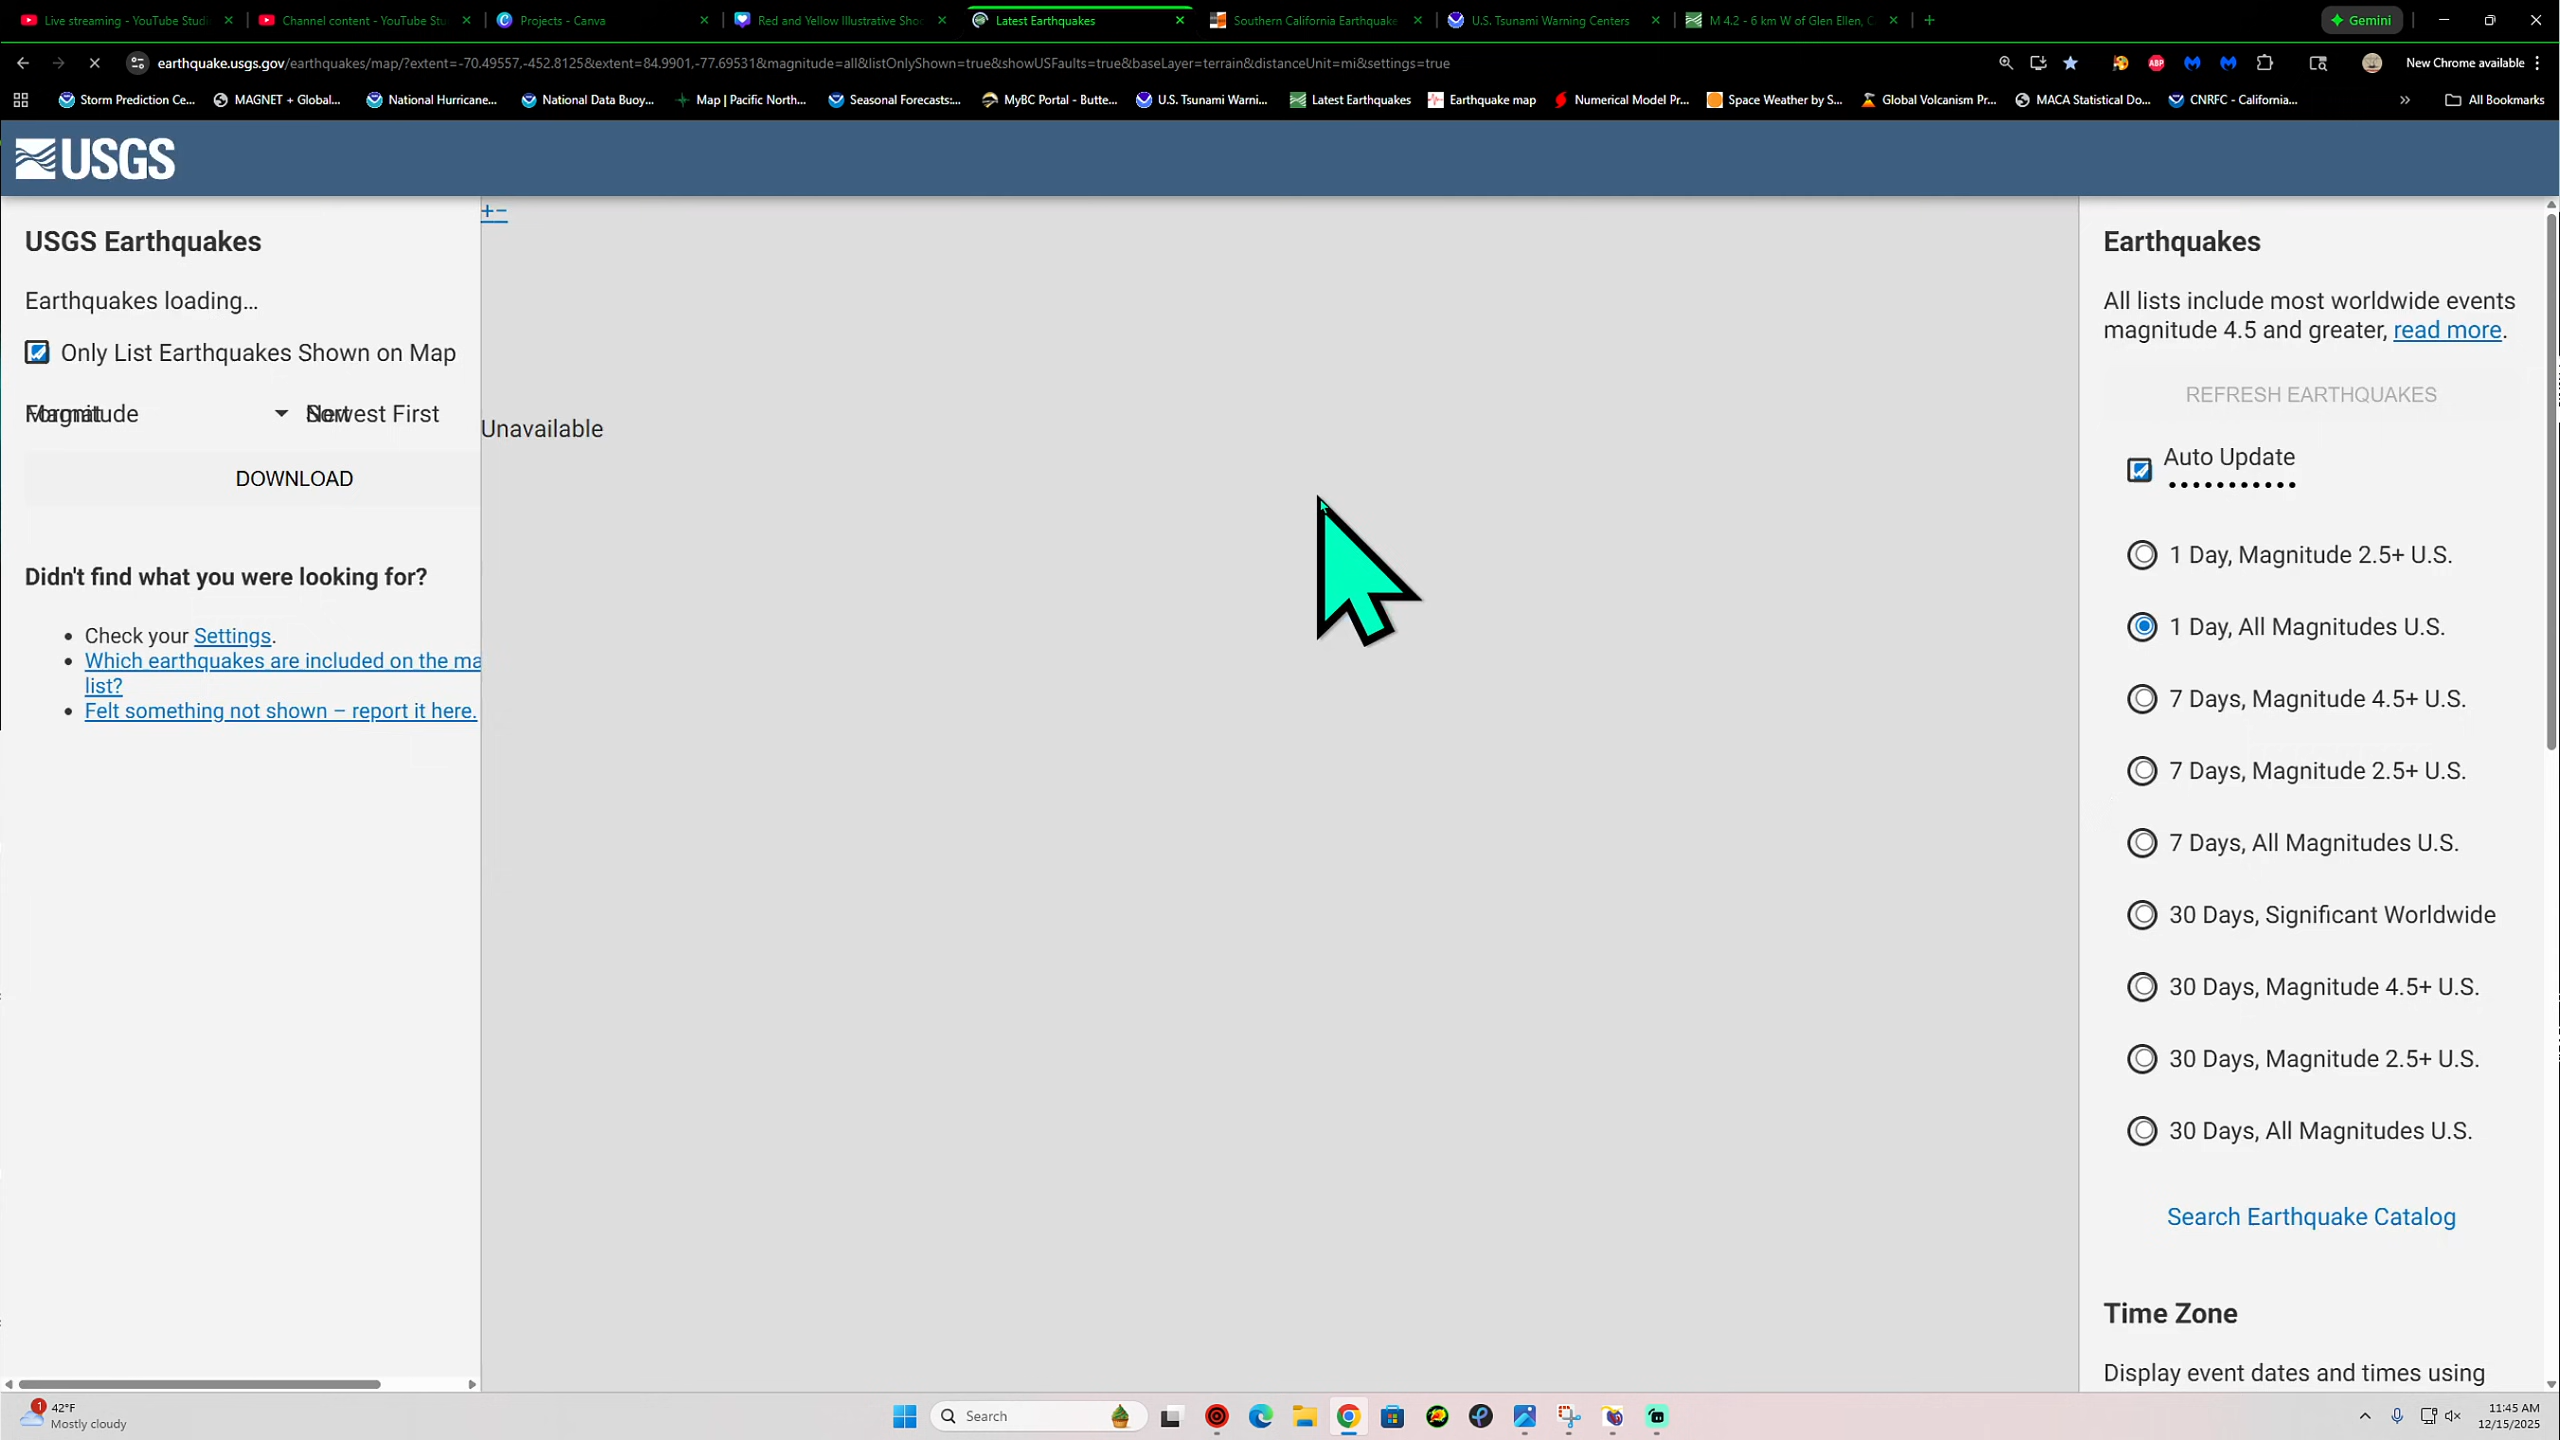 Live streaming - YouTube Studi
Channel content - YouTube Stu
Projects - Canva
Red and Yellow Illustrative Shoc
Latest Earthquakes
Southern California Earthquake
U.S. Tsunami Warning Centers
M 4.2 - 6 km W of Glen Ellen, C
Gemini
earthquake.usgs.gov/earthquakes/map/?extent=-70.49557,-452.8125&extent=84.9901,-77.69531&magnitude=all&listOnlyShown=true&showUSFaults=true&baseLayer=terrain&distanceUnit=mi&settings=true
ABP
New Chrome available
Storm Prediction Ce...
MAGNET + Global...
National Hurricane...
National Data Buoy...
Map | Pacific North...
Seasonal Forecasts:...
MyBC Portal - Butte...
U.S. Tsunami Warni...
Latest Earthquakes
Earthquake map
Numerical Model Pr...
Space Weather by S...
Global Volcanism Pr...
MACA Statistical Do...
CNRFC - California...
All Bookmarks
USGS
USGS Earthquakes
Earthquakes loading...
Only List Earthquakes Shown on Map
Format
Magnitude
Sort
Newest First
DOWNLOAD
Didn't find what you were looking for?
• Check your Settings.
• Which earthquakes are included on the ma
list?
• Felt something not shown – report it here.
+−
Unavailable
Earthquakes
All lists include most worldwide events
magnitude 4.5 and greater, read more.
REFRESH EARTHQUAKES
Auto Update
1 Day, Magnitude 2.5+ U.S.
1 Day, All Magnitudes U.S.
7 Days, Magnitude 4.5+ U.S.
7 Days, Magnitude 2.5+ U.S.
7 Days, All Magnitudes U.S.
30 Days, Significant Worldwide
30 Days, Magnitude 4.5+ U.S.
30 Days, Magnitude 2.5+ U.S.
30 Days, All Magnitudes U.S.
Search Earthquake Catalog
Time Zone
Display event dates and times using
1
42°F
Mostly cloudy
Search
11:45 AM
12/15/2025